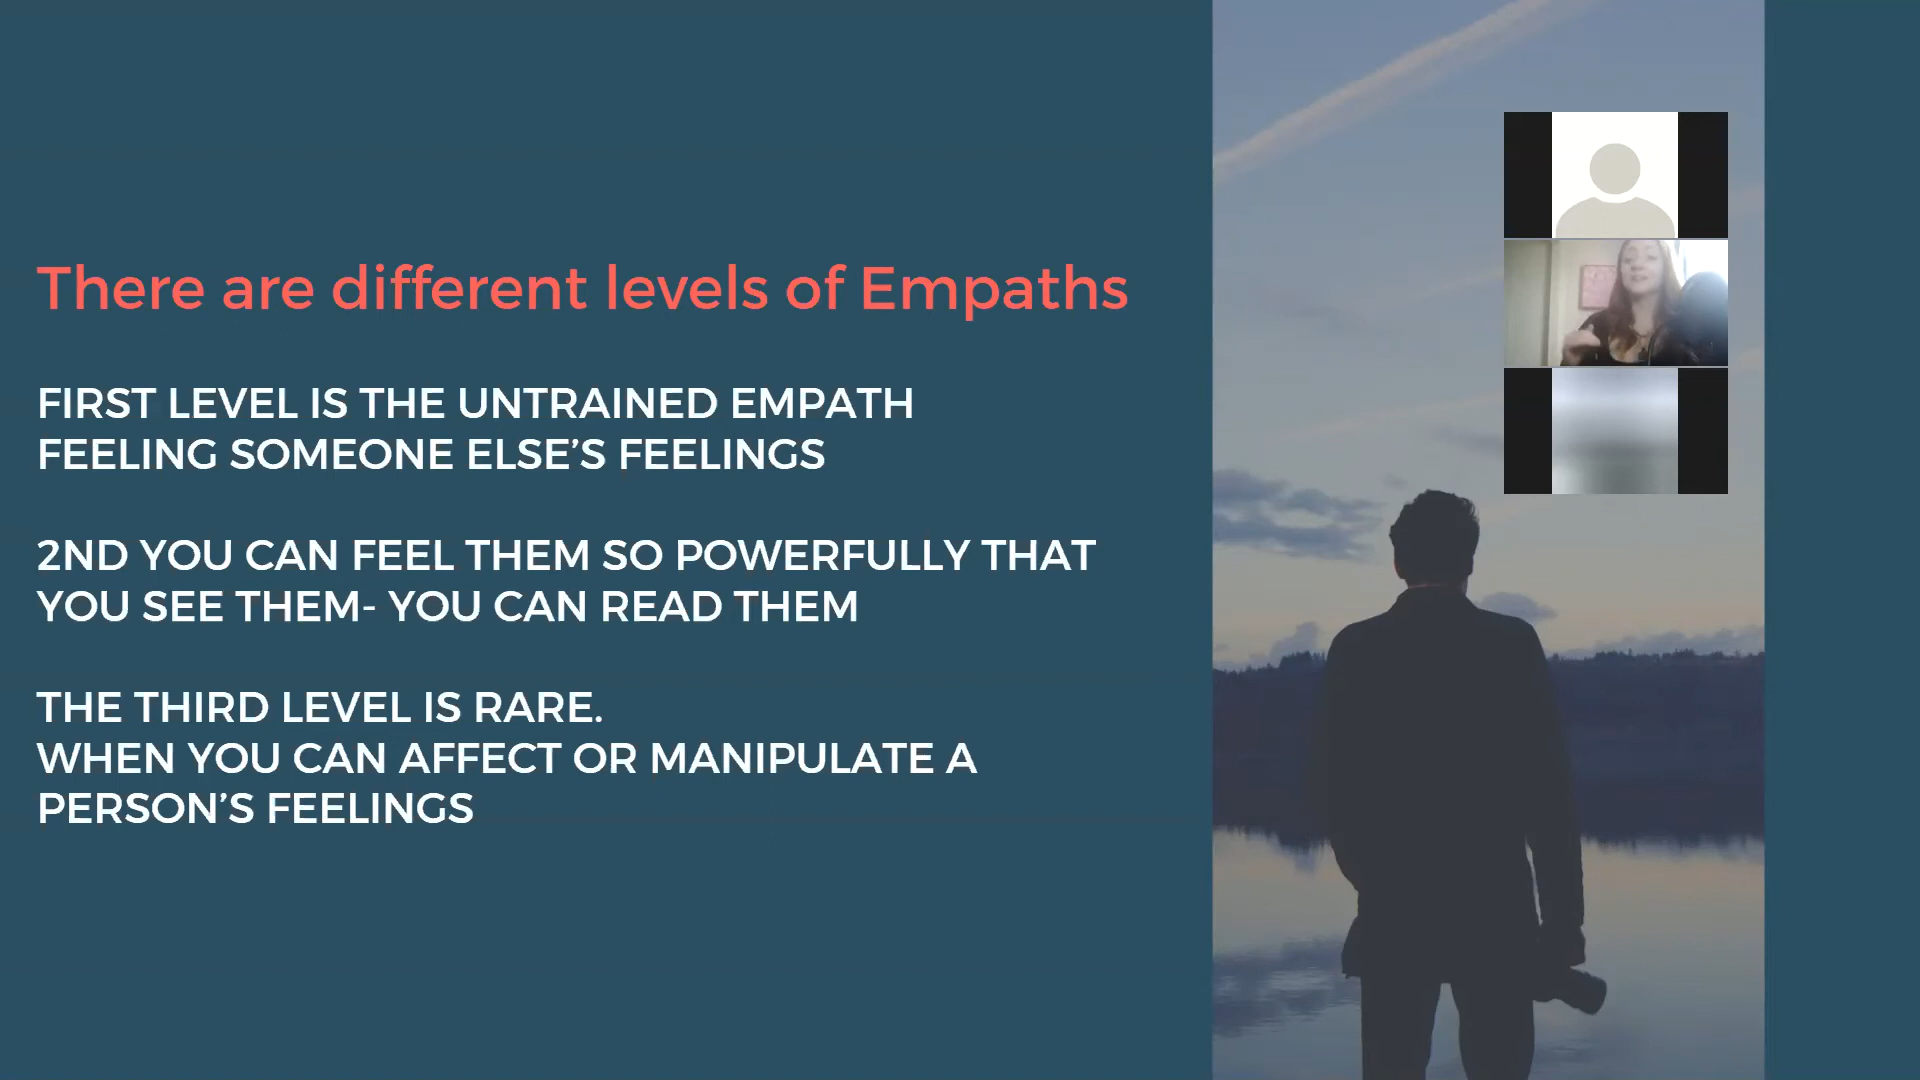 There are different levels of Empaths
FIRST LEVEL IS THE UNTRAINED EMPATH
FEELING SOMEONE ELSE’S FEELINGS
2ND YOU CAN FEEL THEM SO POWERFULLY THAT
YOU SEE THEM- YOU CAN READ THEM
THE THIRD LEVEL IS RARE.
WHEN YOU CAN AFFECT OR MANIPULATE A
PERSON’S FEELINGS